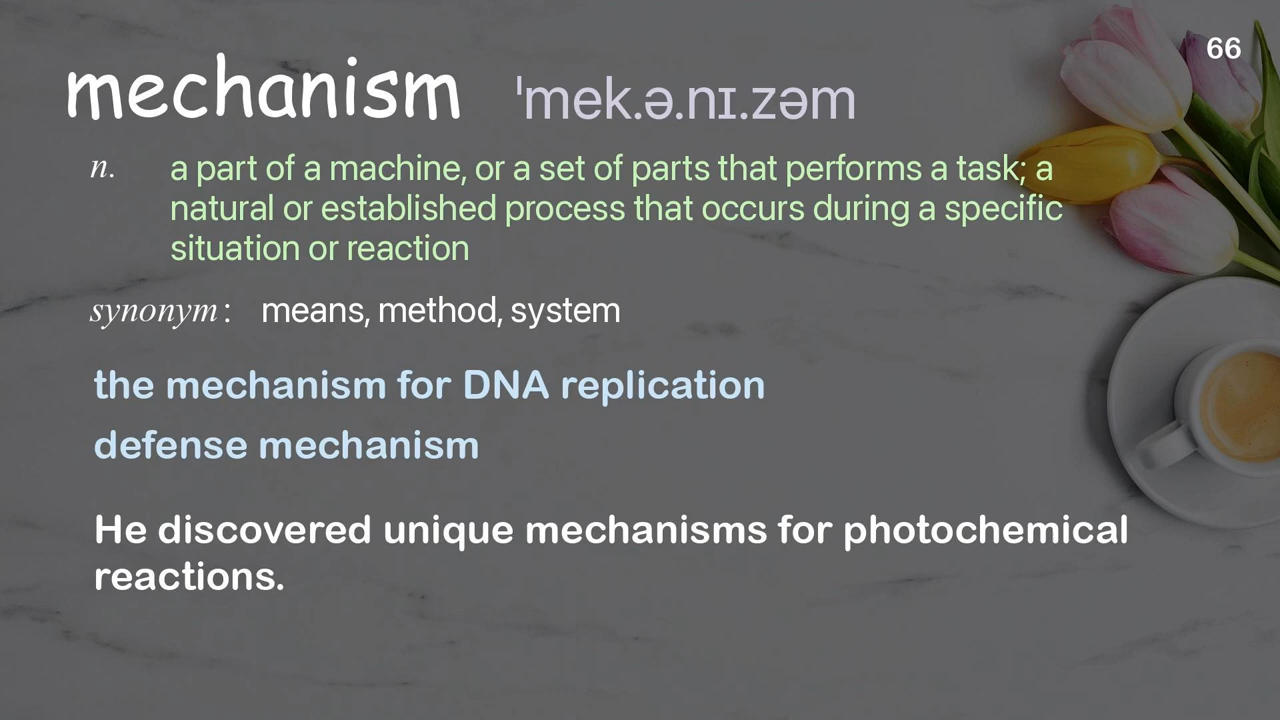 66
mechanism ˈmek.ə.nɪ.zəm
n. a part of a machine, or a set of parts that performs a task; a
natural or established process that occurs during a specific
situation or reaction
synonym: means, method, system
the mechanism for DNA replication
defense mechanism
He discovered unique mechanisms for photochemical
reactions.